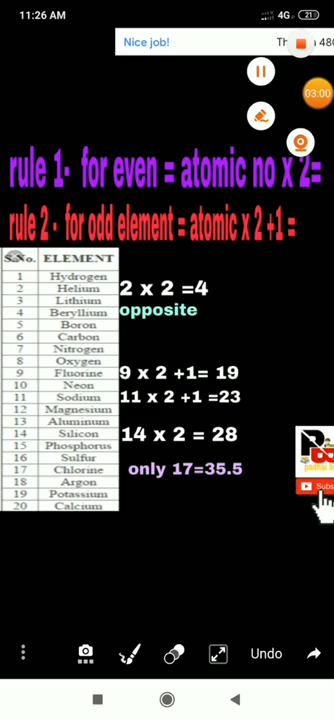 11:26 AM
4G
21
Nice job!
480
03:00
rule 1- for even = atomic no x 2=
rule 2 - for odd element = atomic x 2 +1 =
S.No. ELEMENT
1 Hydrogen
2 Helium
2 x 2 =4
3 Lithium
4 Beryllium
opposite
5 Boron
6 Carbon
7 Nitrogen
8 Oxygen
9 Fluorine
9 x 2 +1= 19
10 Neon
11 Sodium
11 x 2 +1 =23
12 Magnesium
13 Aluminum
14 Silicon
14 x 2 = 28
15 Phosphorus
16 Sulfur
17 Chlorine
only 17=35.5
18 Argon
19 Potassium
20 Calcium
Subs
Undo